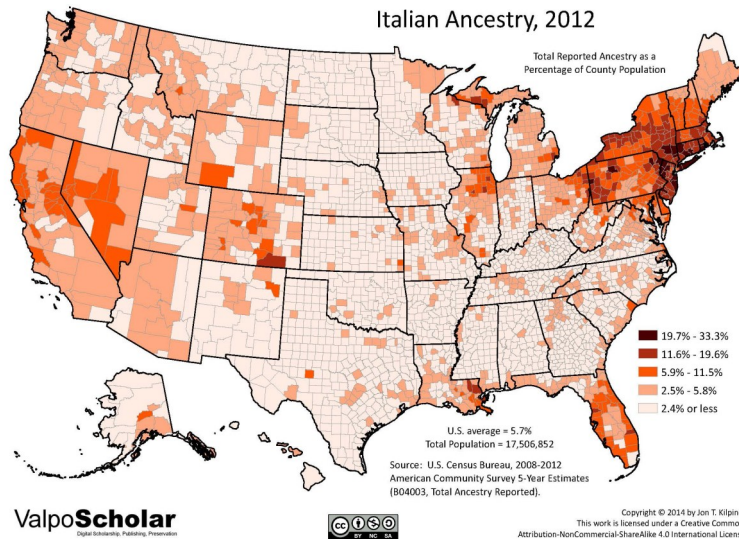 Italian Ancestry, 2012
Total Reported Ancestry as a
Percentage of County Population
19.7% - 33.3%
11.6% - 19.6%
5.9% - 11.5%
2.5% - 5.8%
2.4% or less
U.S. average = 5.7%
Total Population = 17,506,852
Source: U.S. Census Bureau, 2008-2012
American Community Survey 5-Year Estimates
(B04003, Total Ancestry Reported).
ValpoScholar
Digital Scholarship, Publishing, Preservation
cc
BY NC SA
Copyright © 2014 by Jon T. Kilpin
This work is licensed under a Creative Commo
Attribution-NonCommercial-ShareAlike 4.0 International Licens